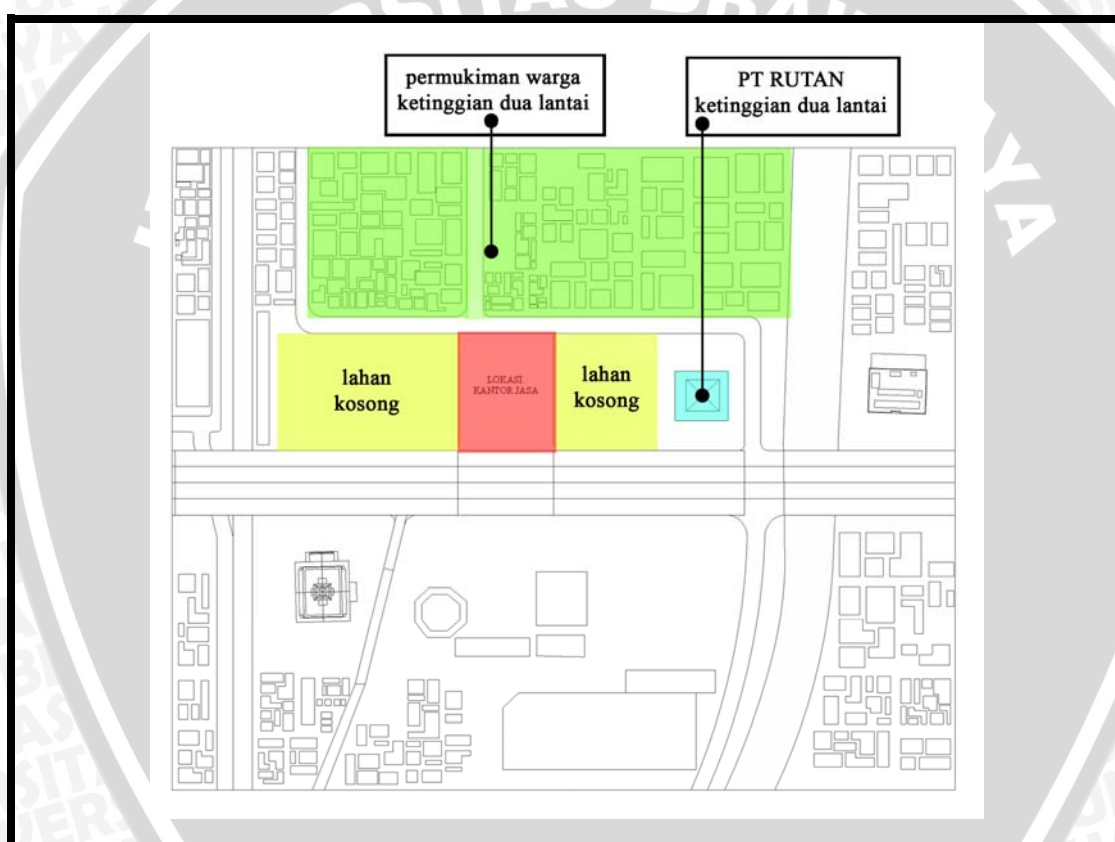 permukiman warga
ketinggian dua lantai
PT RUTAN
ketinggian dua lantai
lahan
kosong
LOKASI
KANTOR JASA
lahan
kosong